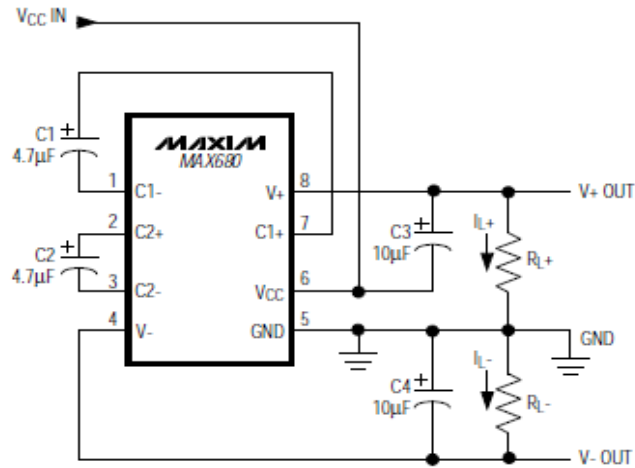 VCC IN
C1
+
4.7µF
MAXIM
MAX680
1
C1-
V+
8
V+ OUT
2
C2+
C1+
7
C3
+
10µF
IL+
RL+
C2
+
4.7µF
3
C2-
VCC
6
4
V-
GND
5
GND
C4
+
10µF
IL-
RL-
V- OUT